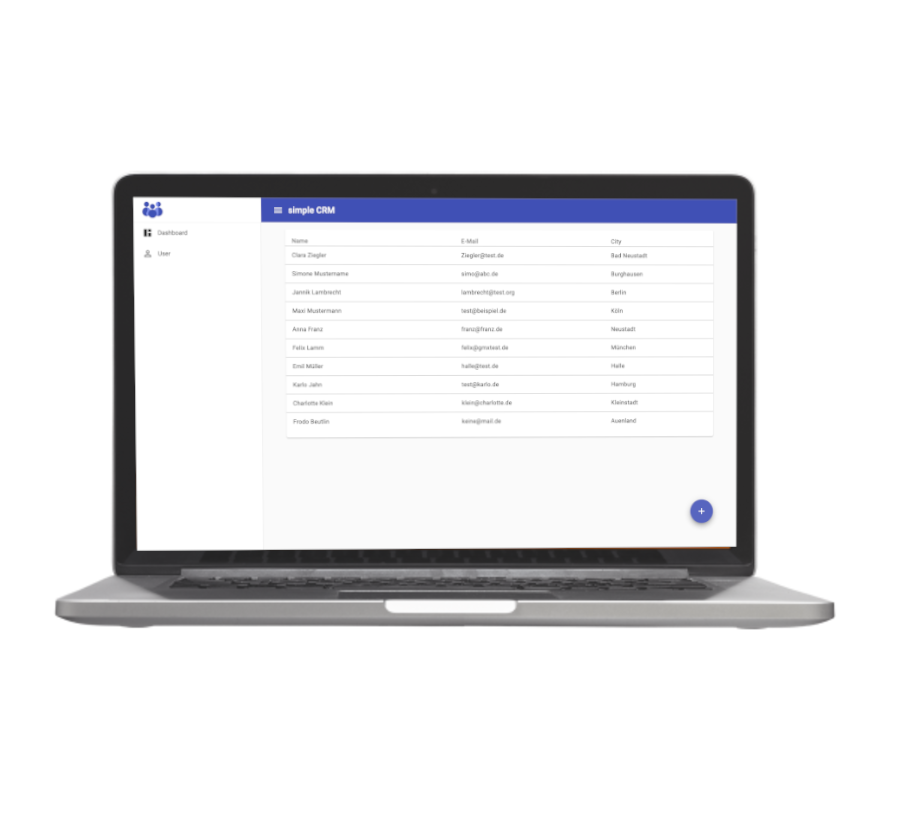 simple CRM
Dashboard
User
Name E-Mail City
Clara Ziegler Ziegler@test.de Bad Neustadt
Simone Mustername simo@abc.de Burghausen
Jannik Lambrecht lambrecht@test.org Berlin
Maxi Mustermann test@beispiel.de Köln
Anna Franz franz@franz.de Neustadt
Felix Lamm felix@gmxtest.de München
Emil Müller halle@test.de Halle
Karlo Jahn test@karlo.de Hamburg
Charlotte Klein klein@charlotte.de Kleinstadt
Frodo Beutlin keine@mail.de Auenland
+